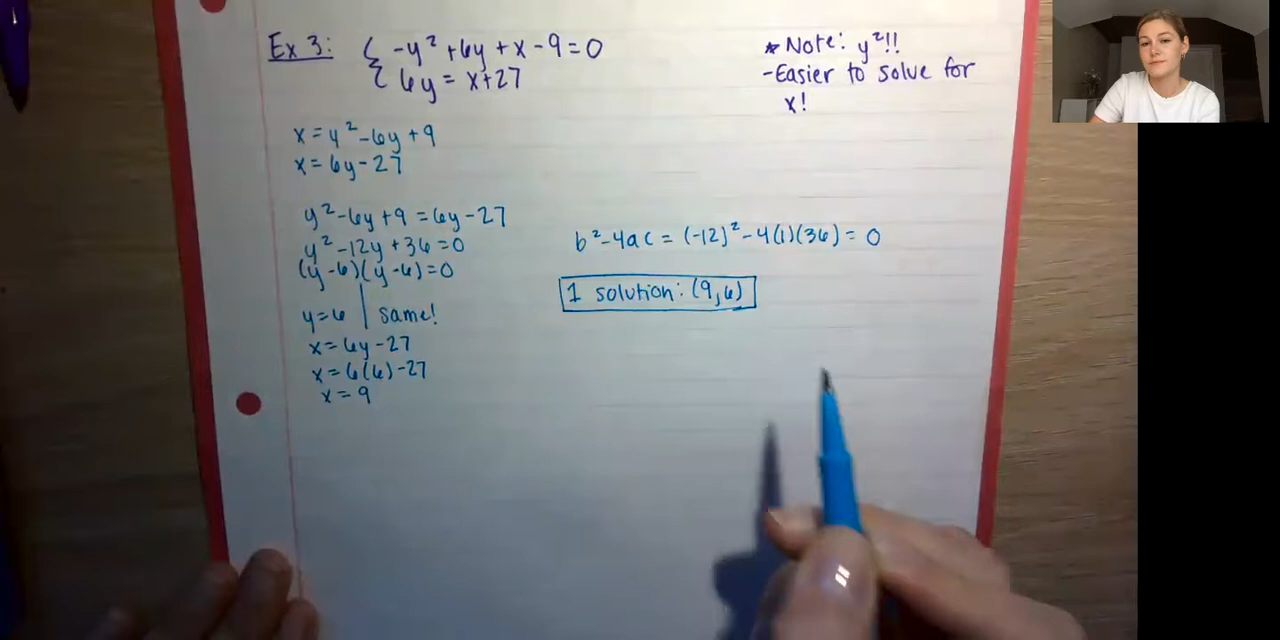 Ex 3: { -y² + 6y + x - 9 = 0
6y = x + 27
* Note: y²!!
- Easier to solve for
x!
x = y² - 6y + 9
x = 6y - 27
y² - 6y + 9 = 6y - 27
y² - 12y + 36 = 0
(y - 6)(y - 6) = 0
y = 6 | same!
x = 6y - 27
x = 6(6) - 27
x = 9
b² - 4ac = (-12)² - 4(1)(36) = 0
1 solution: (9,6)